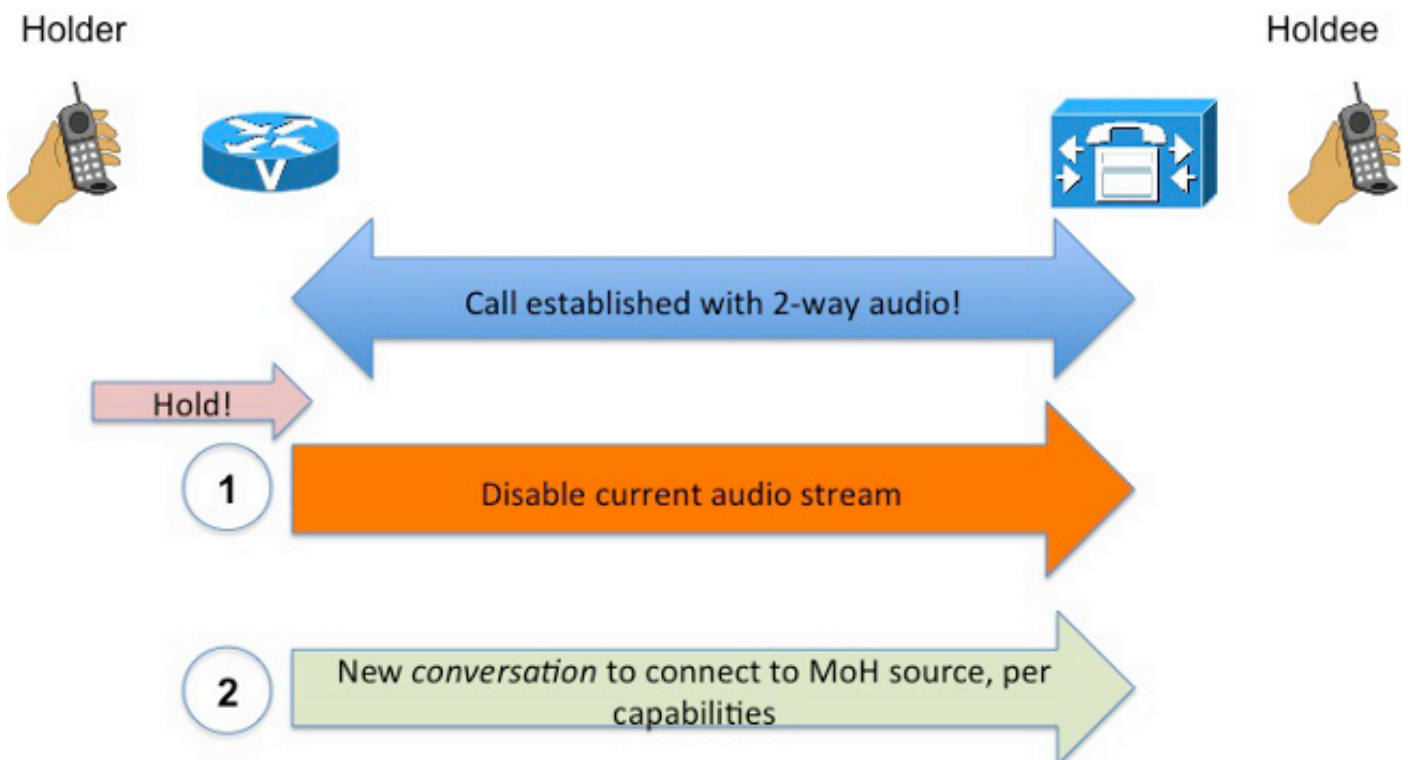 Holder
Holdee
V
Call established with 2-way audio!
Hold!
1
Disable current audio stream
2
New conversation to connect to MoH source, per
capabilities